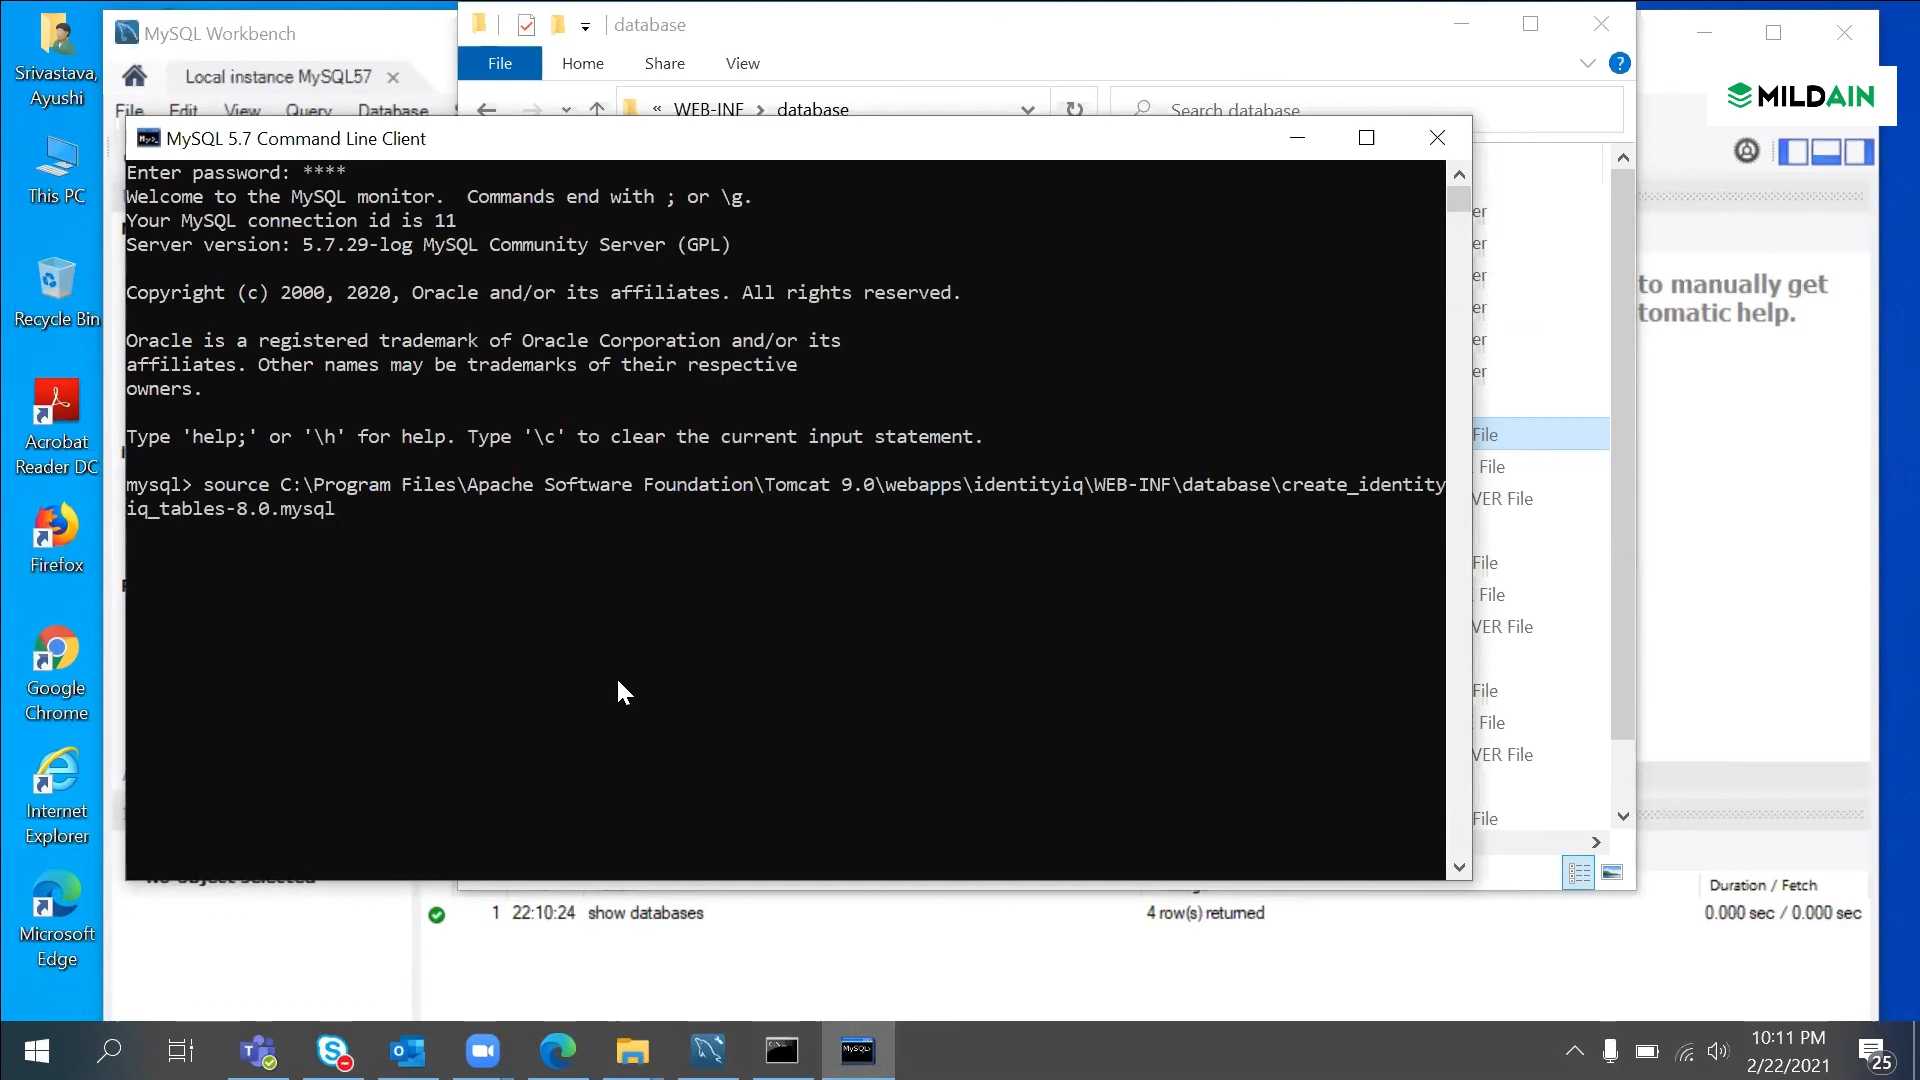 Srivastava,
Ayushi
This PC
Recycle Bin
Acrobat
Reader DC
Firefox
Google
Chrome
Internet
Explorer
Microsoft
Edge
MySQL Workbench
Local instance MySQL57
File Edit View Query Database
database
File Home Share View
« WEB-INF > database
Search database
MILDAIN
MySQL 5.7 Command Line Client
Enter password: ****
Welcome to the MySQL monitor.  Commands end with ; or \g.
Your MySQL connection id is 11
Server version: 5.7.29-log MySQL Community Server (GPL)
Copyright (c) 2000, 2020, Oracle and/or its affiliates. All rights reserved.
Oracle is a registered trademark of Oracle Corporation and/or its
affiliates. Other names may be trademarks of their respective
owners.
Type 'help;' or '\h' for help. Type '\c' to clear the current input statement.
mysql> source C:\Program Files\Apache Software Foundation\Tomcat 9.0\webapps\identityiq\WEB-INF\database\create_identity
iq_tables-8.0.mysql
er
er
er
er
er
er
File
File
VER File
File
File
VER File
File
File
VER File
File
to manually get
tomatic help.
Duration / Fetch
1 22:10:24 show databases 4 row(s) returned 0.000 sec / 0.000 sec
10:11 PM
2/22/2021
25